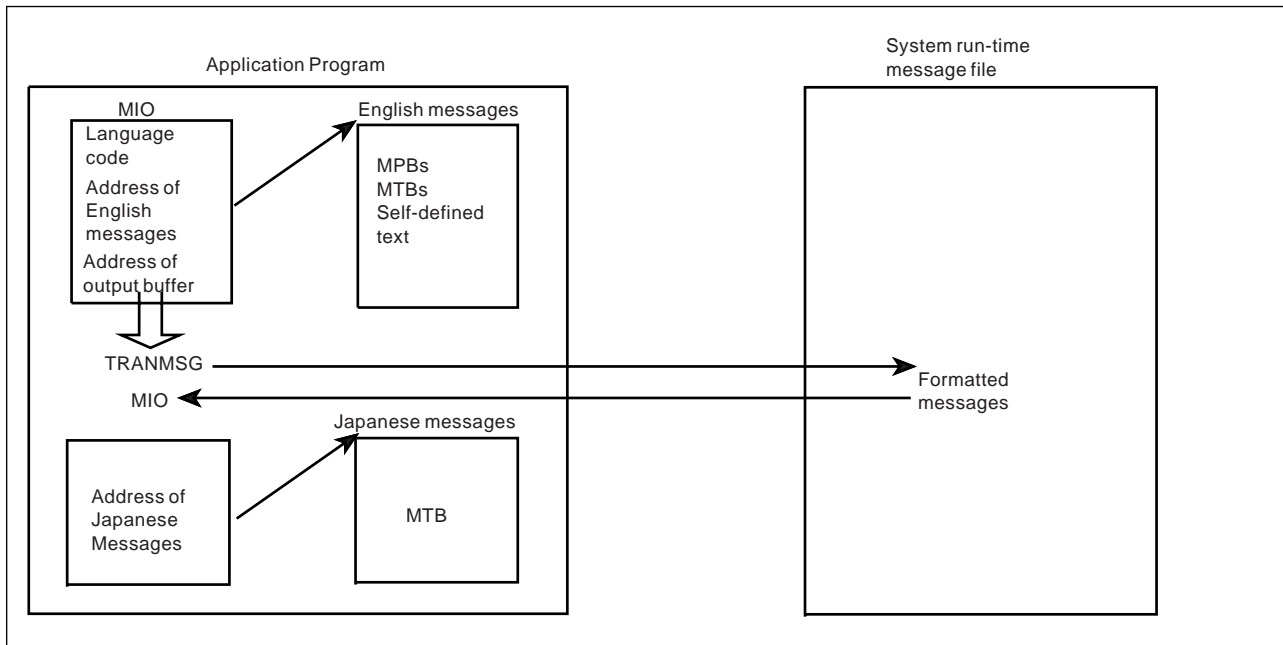 Application Program
System run-time
message file
MIO
Language
code
Address of
English
messages
Address of
output buffer
English messages
MPBs
MTBs
Self-defined
text
TRANMSG
MIO
Formatted
messages
Address of
Japanese
Messages
Japanese messages
MTB